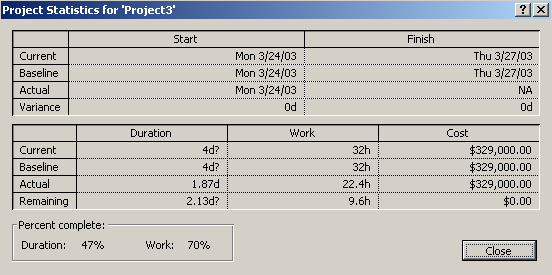 Project Statistics for 'Project3'
Start Finish
Current Mon 3/24/03 Thu 3/27/03
Baseline Mon 3/24/03 Thu 3/27/03
Actual Mon 3/24/03 NA
Variance 0d 0d
Duration Work Cost
Current 4d? 32h $329,000.00
Baseline 4d? 32h $329,000.00
Actual 1.87d 22.4h $329,000.00
Remaining 2.13d? 9.6h $0.00
Percent complete:
Duration: 47% Work: 70%
Close